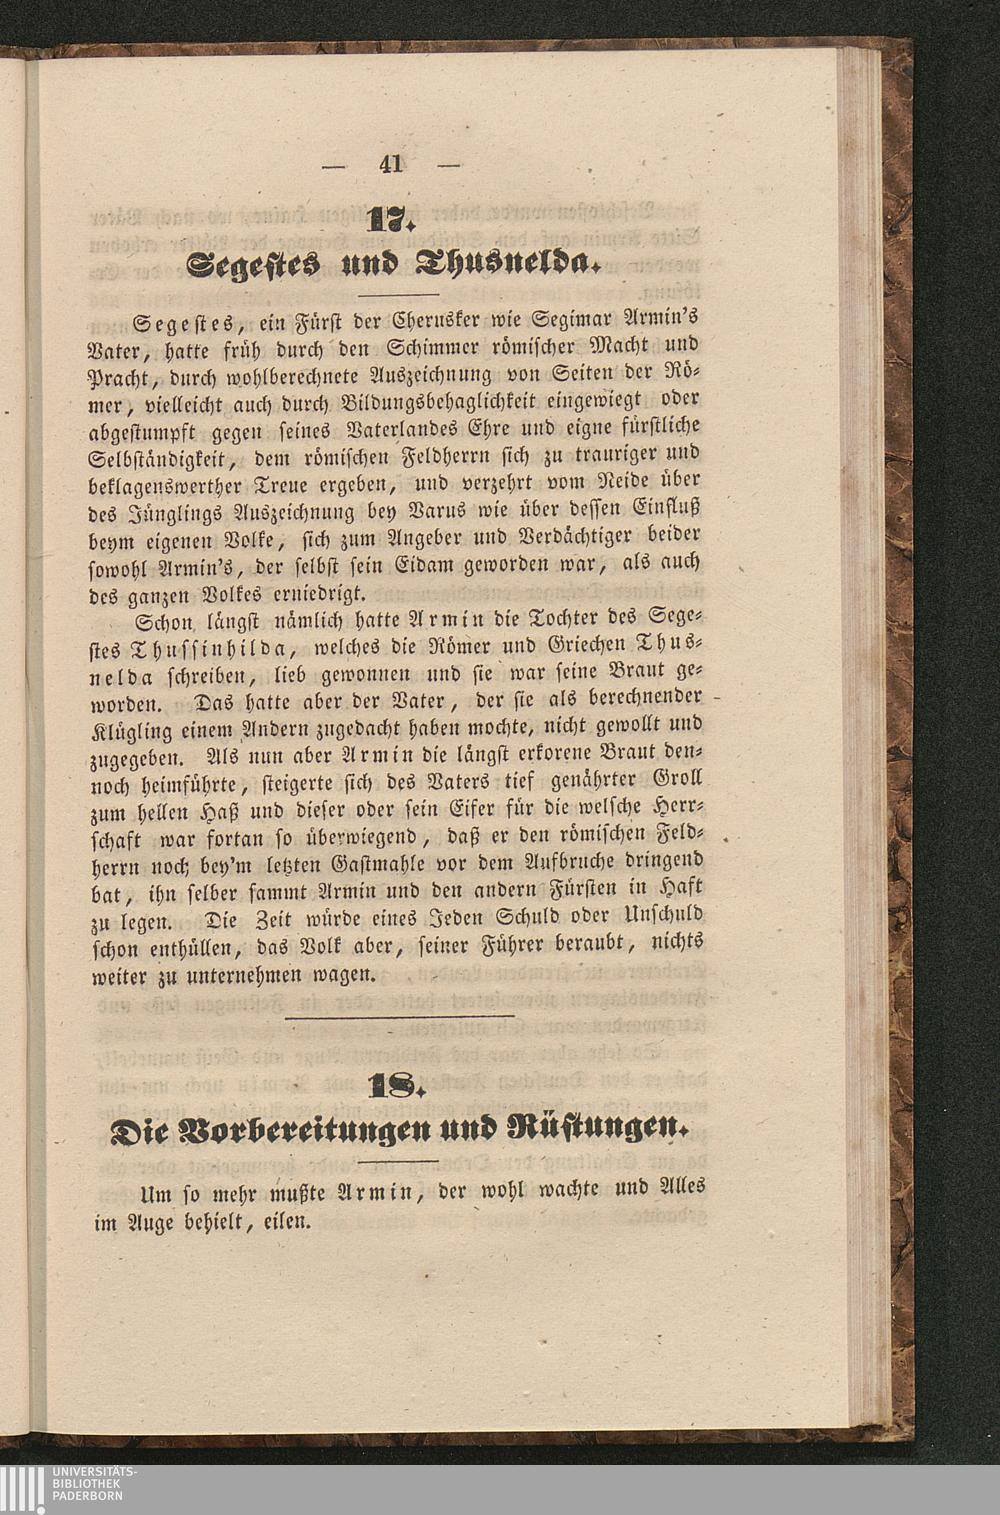 — 41 —
17.
Segestes und Thusnelda.
Segestes, ein Fürst der Cherusker wie Segimar Armin's
Vater, hatte früh durch den Schimmer römischer Macht und
Pracht, durch wohlberechnete Auszeichnung von Seiten der Rö-
mer, vielleicht auch durch Bildungsbehaglichkeit eingewiegt oder
abgestumpft gegen seines Vaterlandes Ehre und eigne fürstliche
Selbständigkeit, dem römischen Feldherrn sich zu trauriger und
beklagenswerther Treue ergeben, und verzehrt vom Neide über
des Jünglings Auszeichnung bey Varus wie über dessen Einfluß
beym eigenen Volke, sich zum Angeber und Verdächtiger beider
sowohl Armin's, der selbst sein Eidam geworden war, als auch
des ganzen Volkes erniedrigt.
Schon längst nämlich hatte Armin die Tochter des Sege-
stes Thussinhilda, welches die Römer und Griechen Thus-
nelda schreiben, lieb gewonnen und sie war seine Braut ge-
worden. Das hatte aber der Vater, der sie als berechnender
Klügling einem Andern zugedacht haben mochte, nicht gewollt und
zugegeben. Als nun aber Armin die längst erkorene Braut den-
noch heimführte, steigerte sich des Vaters tief genährter Groll
zum hellen Haß und dieser oder sein Eifer für die welsche Herr-
schaft war fortan so überwiegend, daß er den römischen Feld-
herrn noch bey'm letzten Gastmahle vor dem Aufbruche dringend
bat, ihn selber sammt Armin und den andern Fürsten in Haft
zu legen. Die Zeit würde eines Jeden Schuld oder Unschuld
schon enthüllen, das Volk aber, seiner Führer beraubt, nichts
weiter zu unternehmen wagen.
18.
Die Vorbereitungen und Rüstungen.
Um so mehr mußte Armin, der wohl wachte und Alles
im Auge behielt, eilen.
UNIVERSITÄTS-
BIBLIOTHEK
PADERBORN